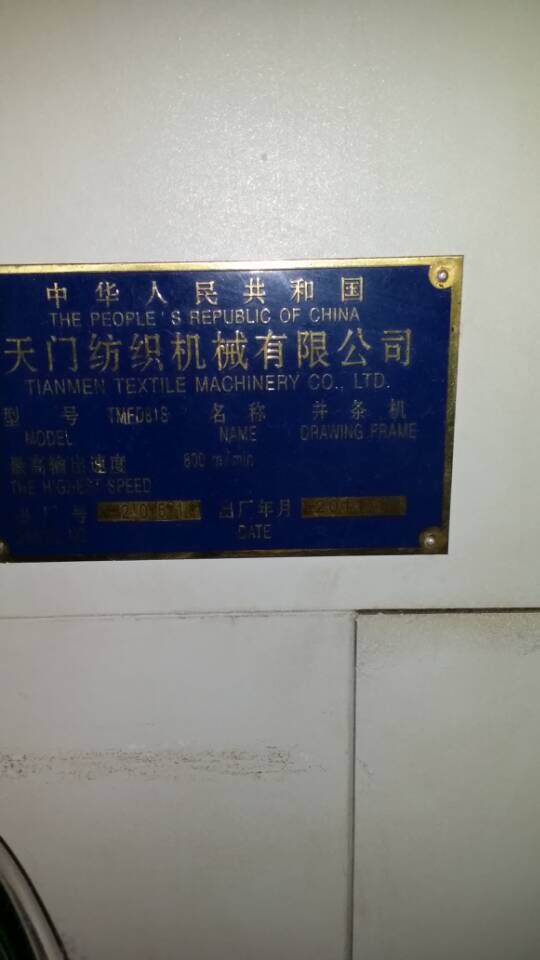 中华人民共和国
THE PEOPLE'S REPUBLIC OF CHINA
天门纺织机械有限公司
TIANMEN TEXTILE MACHINERY CO., LTD.
型号 TMFD81S 名称 并条机
MODEL NAME DRAWING FRAME
最高输出速度 800 m/min
THE HIGHEST SPEED
出厂年月
DATE